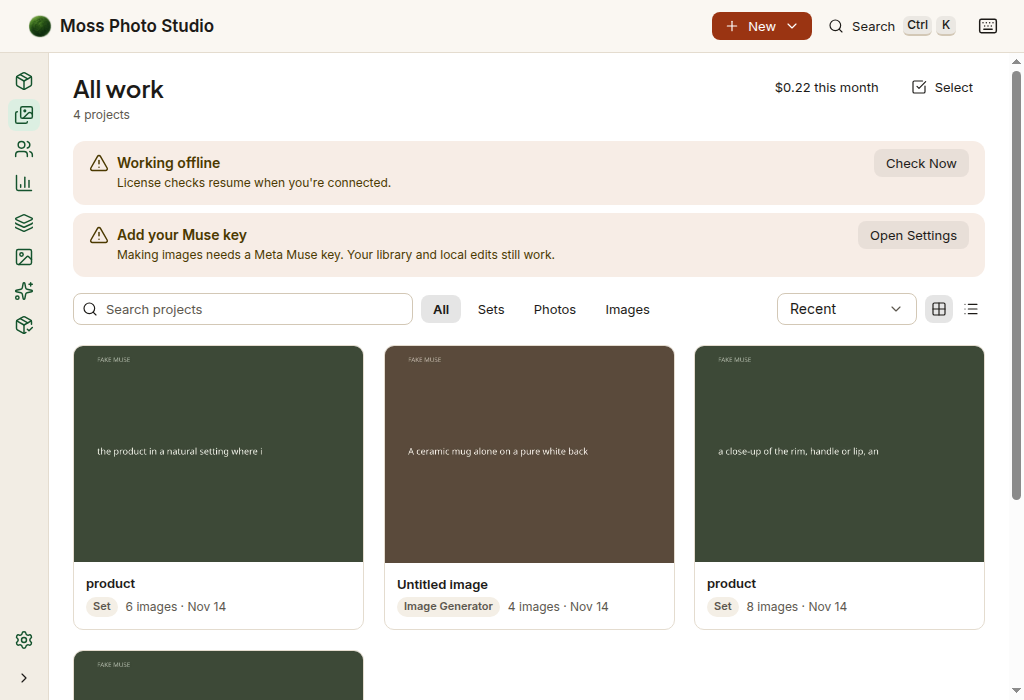 Moss Photo Studio
New
Search Ctrl K
All work
$0.22 this month
Select
4 projects
Working offline
License checks resume when you're connected.
Check Now
Add your Muse key
Making images needs a Meta Muse key. Your library and local edits still work.
Open Settings
Search projects
All
Sets
Photos
Images
Recent
FAKE MUSE
the product in a natural setting where i
product
Set 6 images · Nov 14
FAKE MUSE
A ceramic mug alone on a pure white back
Untitled image
Image Generator 4 images · Nov 14
FAKE MUSE
a close-up of the rim, handle or lip, an
product
Set 8 images · Nov 14
FAKE MUSE